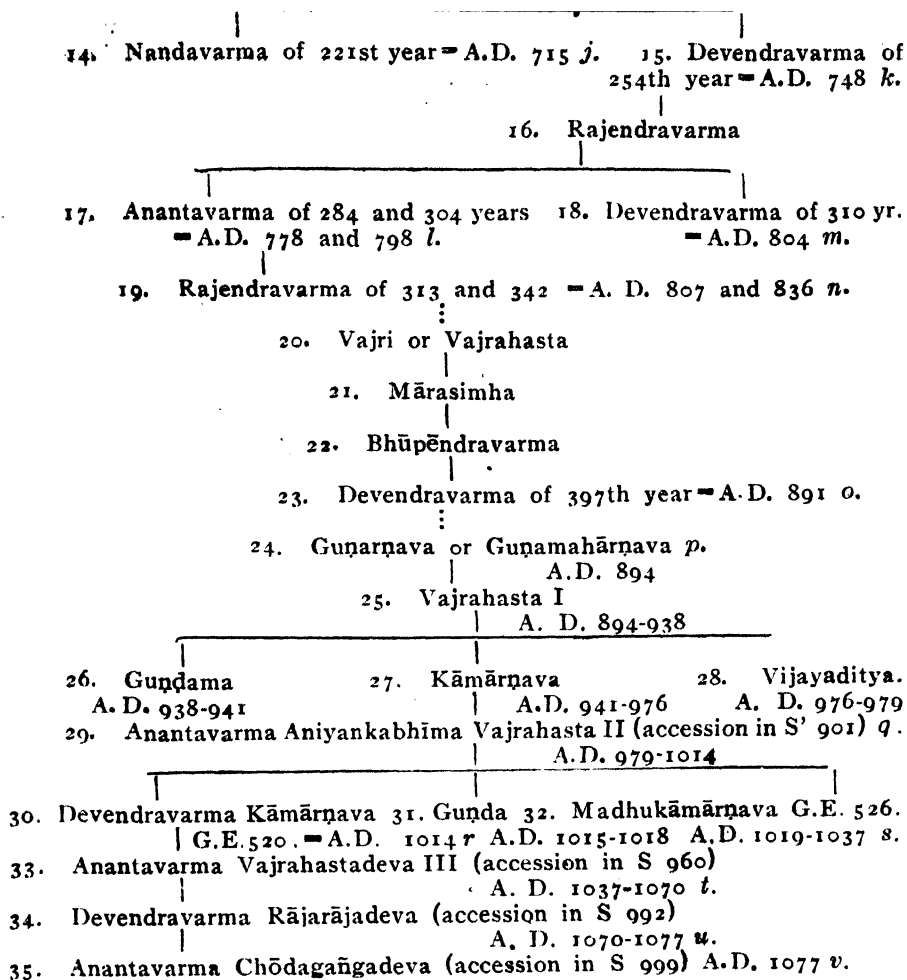 14. Nandavarma of 221st year = A.D. 715 j. 15. Devendravarma of
254th year = A.D. 748 k.
16. Rajendravarma
17. Anantavarma of 284 and 304 years 18. Devendravarma of 310 yr.
= A.D. 778 and 798 l. = A.D. 804 m.
19. Rajendravarma of 313 and 342 = A. D. 807 and 836 n.
20. Vajri or Vajrahasta
21. Mārasimha
22. Bhūpēndravarma
23. Devendravarma of 397th year = A.D. 891 o.
24. Guṇarṇava or Guṇamahārṇava p.
A.D. 894
25. Vajrahasta I
A. D. 894-938
26. Guṇḍama 27. Kāmārṇava 28. Vijayaditya.
A. D. 938-941 A.D. 941-976 A. D. 976-979
29. Anantavarma Aniyankabhīma Vajrahasta II (accession in S' 901) q.
A.D. 979-1014
30. Devendravarma Kāmārṇava 31. Guṇḍa 32. Madhukāmārṇava G.E. 526.
G.E. 520. = A.D. 1014 r A.D. 1015-1018 A.D. 1019-1037 s.
33. Anantavarma Vajrahastadeva III (accession in S 960)
A. D. 1037-1070 t.
34. Devendravarma Rājarājadeva (accession in S 992)
A. D. 1070-1077 u.
35. Anantavarma Chōdagañgadeva (accession in S 999) A.D. 1077 v.